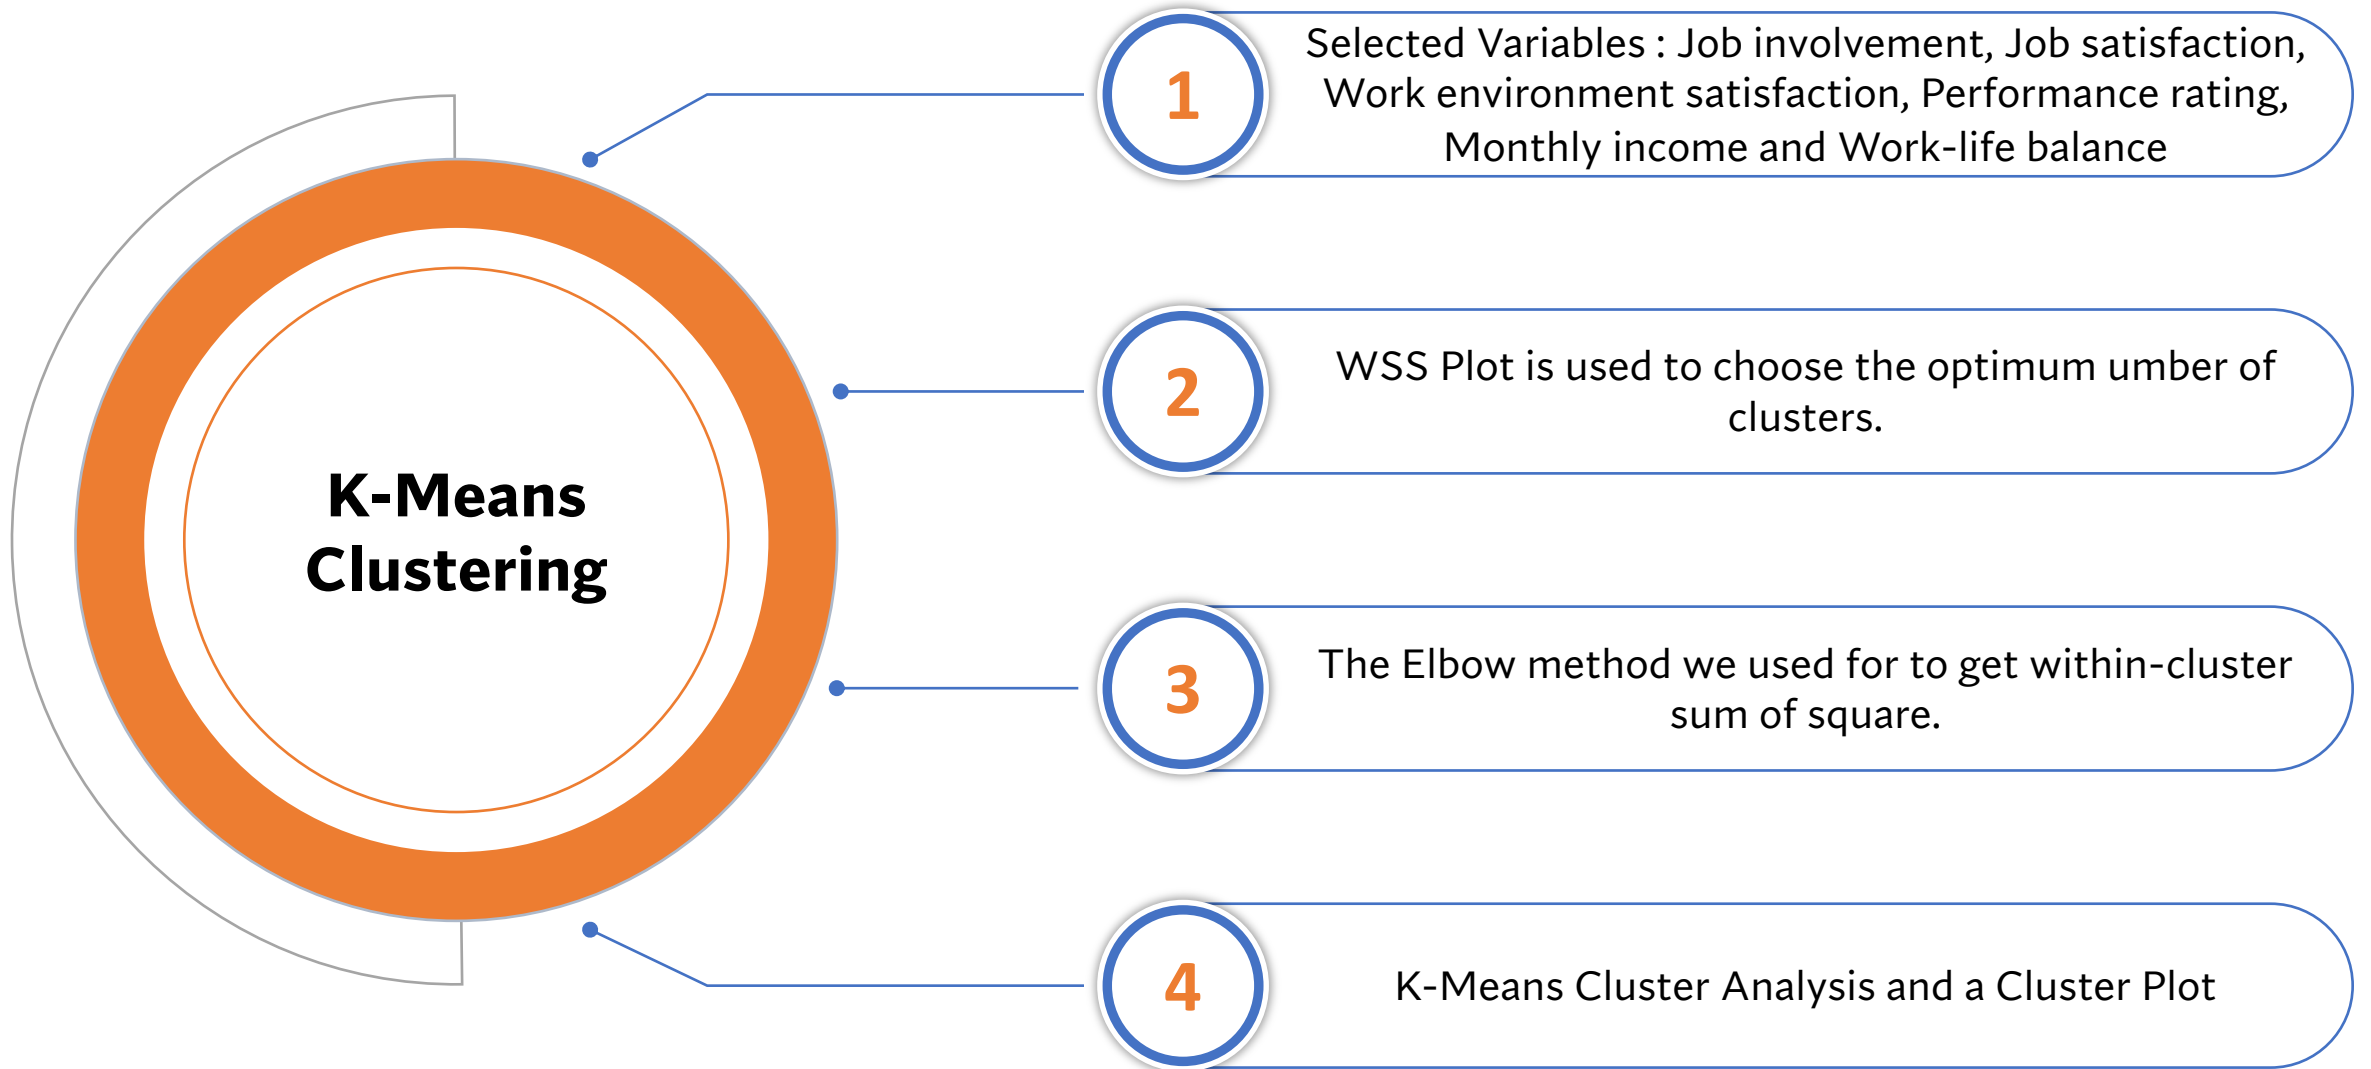 K-Means
Clustering
1
Selected Variables : Job involvement, Job satisfaction,
Work environment satisfaction, Performance rating,
Monthly income and Work-life balance
2
WSS Plot is used to choose the optimum umber of
clusters.
3
The Elbow method we used for to get within-cluster
sum of square.
4
K-Means Cluster Analysis and a Cluster Plot